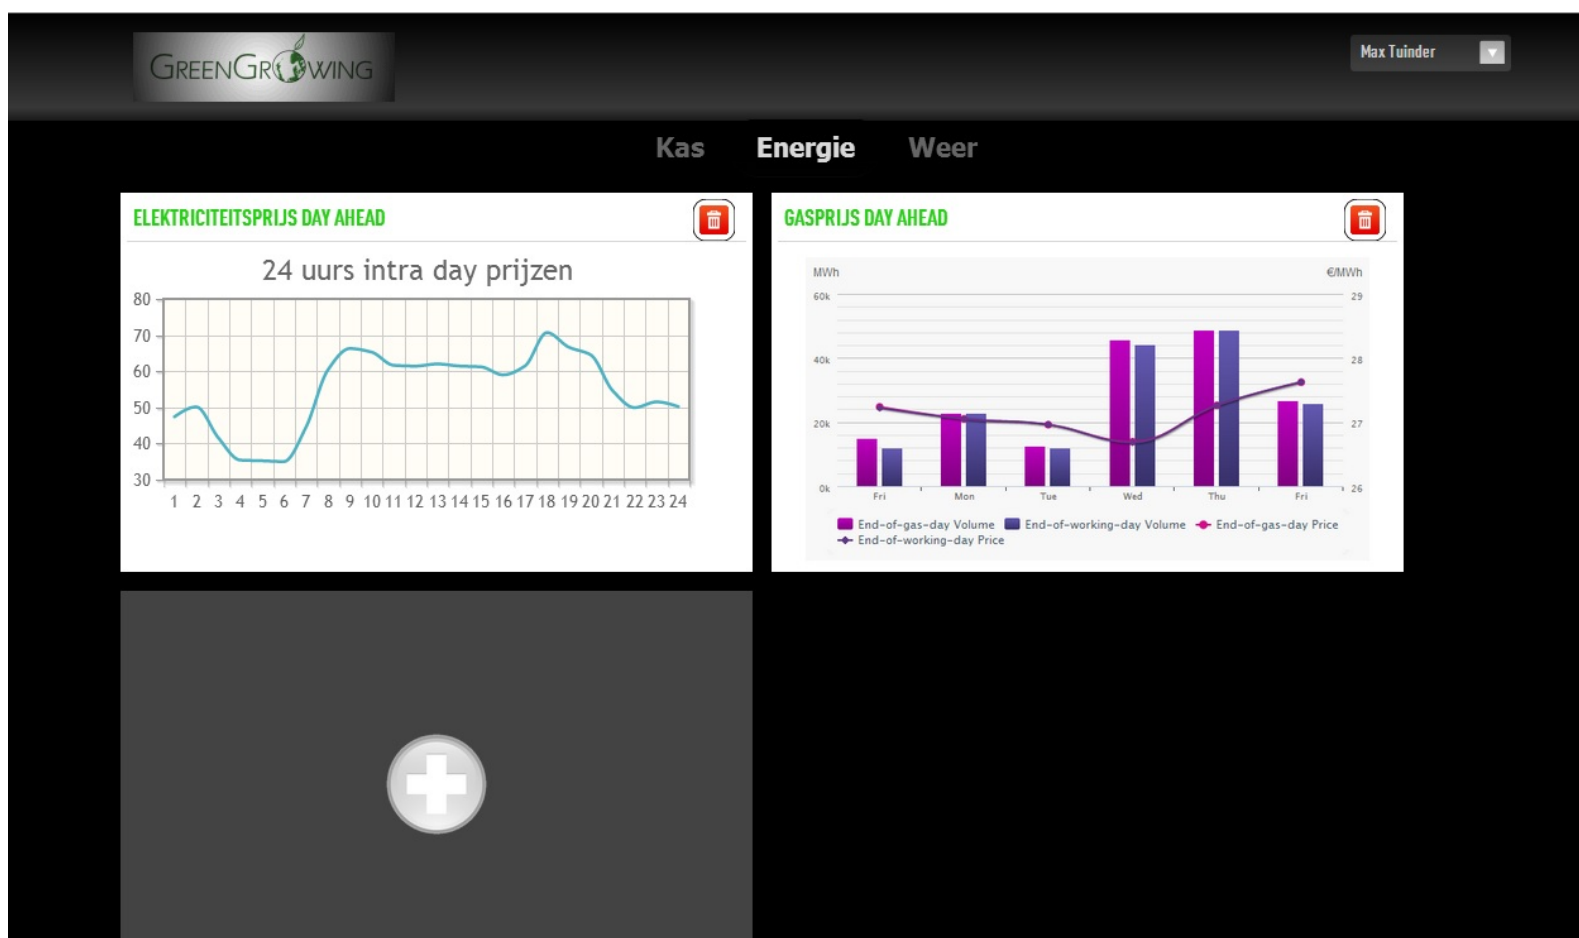 GREENGROWING
Max Tuinder
Kas Energie Weer
ELEKTRICITEITSPRIJS DAY AHEAD
24 uurs intra day prijzen
80
70
60
50
40
30
1 2 3 4 5 6 7 8 9 10 11 12 13 14 15 16 17 18 19 20 21 22 23 24
GASPRIJS DAY AHEAD
MWh €/MWh
60k 29
40k 28
20k 27
0k 26
Fri Mon Tue Wed Thu Fri
End-of-gas-day Volume End-of-working-day Volume End-of-gas-day Price
End-of-working-day Price